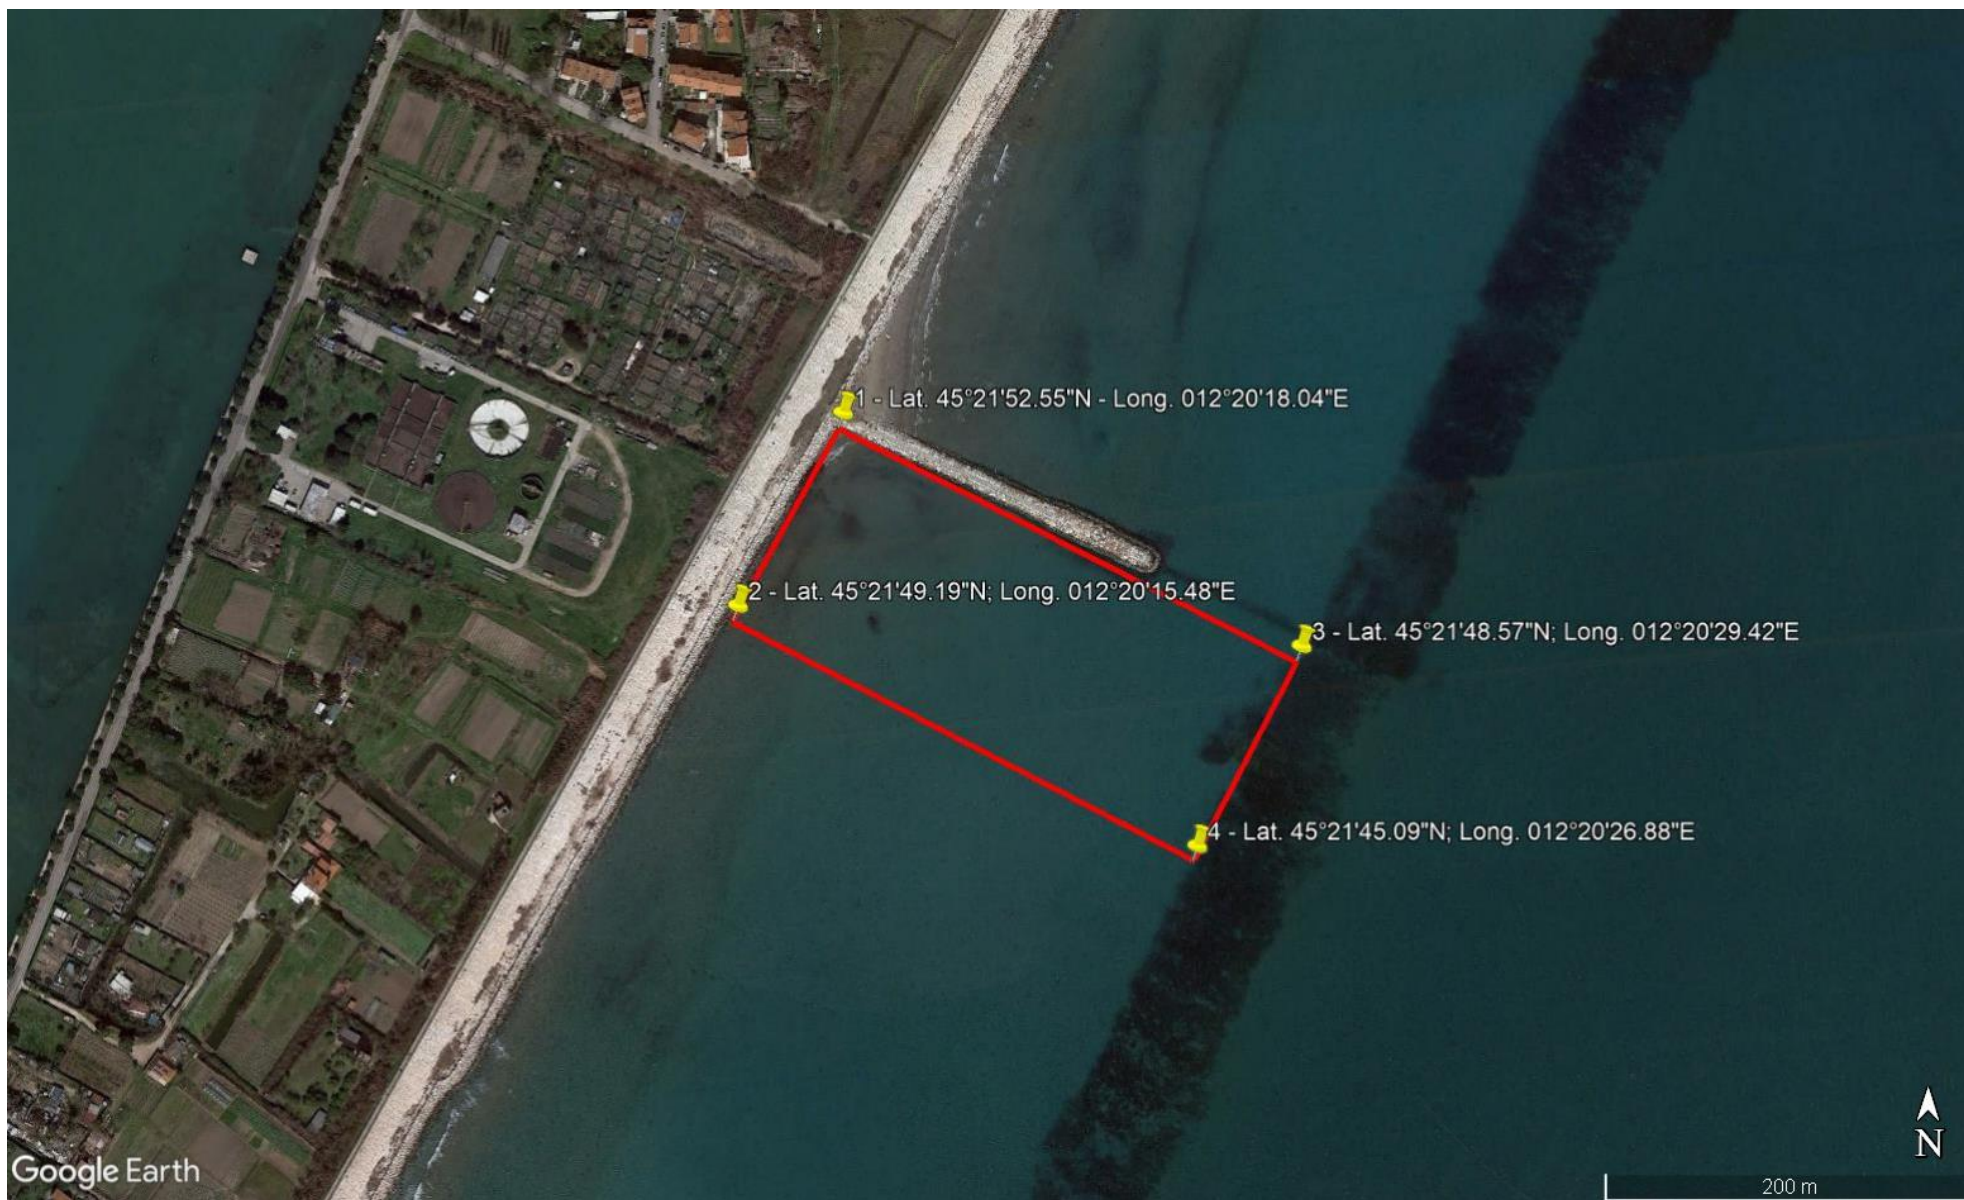 1 - Lat. 45°21'52.55"N - Long. 012°20'18.04"E
2 - Lat. 45°21'49.19"N; Long. 012°20'15.48"E
3 - Lat. 45°21'48.57"N; Long. 012°20'29.42"E
4 - Lat. 45°21'45.09"N; Long. 012°20'26.88"E
N
Google Earth
200 m